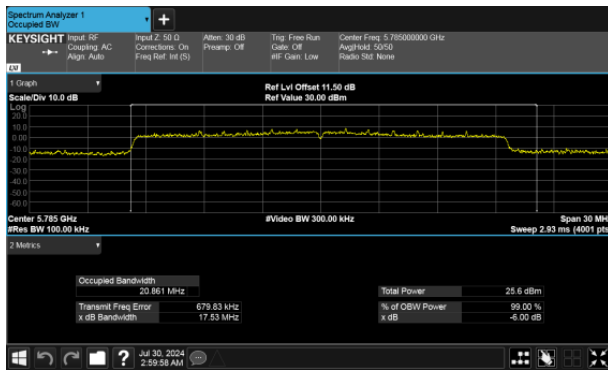 Spectrum Analyzer 1
Occupied BW
+
KEYSIGHT Input: RF Input Z: 50 Ω Atten: 30 dB Trig: Free Run Center Freq: 5.785000000 GHz
Coupling: AC Corrections: On Preamp: Off Gate: Off Avg|Hold: 50/50
Align: Auto Freq Ref: Int (S) #IF Gain: Low Radio Std: None
LXI
1 Graph Ref Lvl Offset 11.50 dB
Scale/Div 10.0 dB Ref Value 30.00 dBm
Log
20.0
10.0
0.00
-10.0
-20.0
-30.0
-40.0
-50.0
-60.0
Center 5.785 GHz #Video BW 300.00 kHz Span 30 MH
#Res BW 100.00 kHz Sweep 2.93 ms (4001 pts
2 Metrics
Occupied Bandwidth
20.861 MHz Total Power 25.6 dBm
Transmit Freq Error 679.83 kHz % of OBW Power 99.00 %
x dB Bandwidth 17.53 MHz x dB -6.00 dB
? Jul 30, 2024
2:59:58 AM